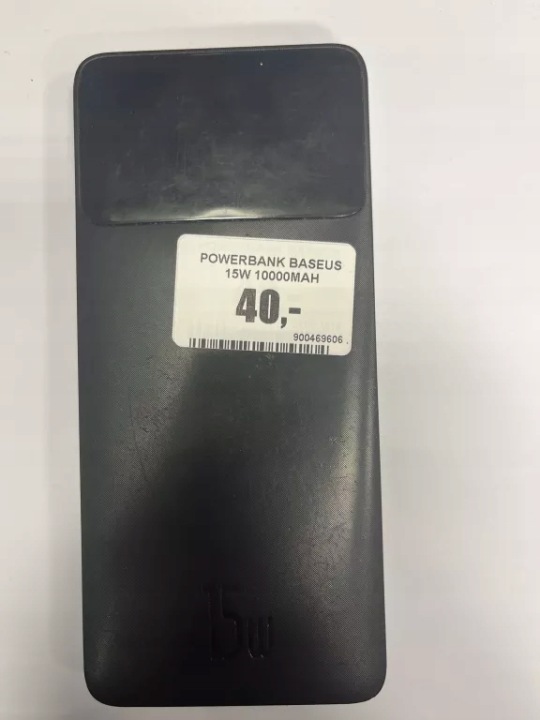 POWERBANK BASEUS
15W 10000MAH
40,-
900469606
15w